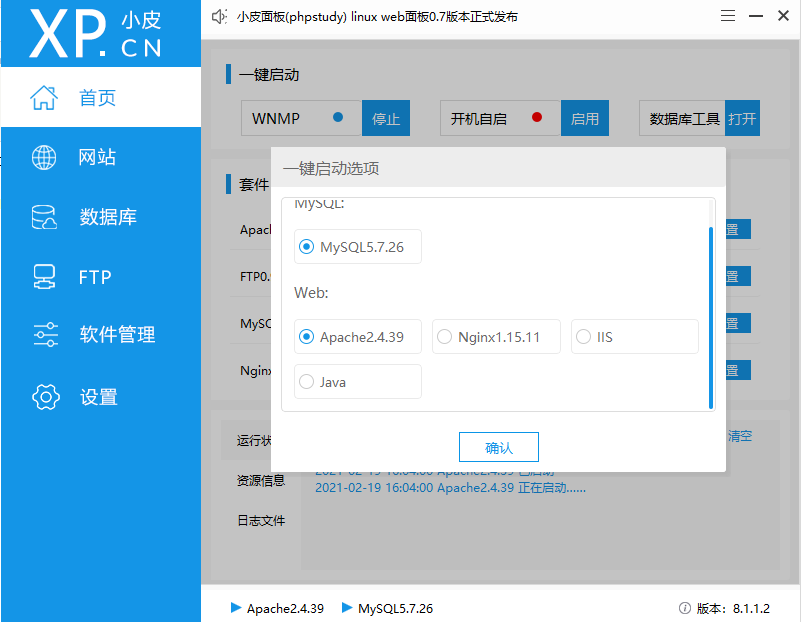 XP.CN 小皮
小皮面板(phpstudy) linux web面板0.7版本正式发布
首页
网站
数据库
FTP
软件管理
设置
一键启动
WNMP 停止 开机自启 启用 数据库工具 打开
一键启动选项
套件
MySQL:
Apac
置
MySQL5.7.26
FTP0.
置
Web:
MySC
置
Apache2.4.39 Nginx1.15.11 IIS
Nginx
置
Java
运行状
清空
确认
2021-02-19 16:04:00 Apache2.4.39 已启动
资源信息
2021-02-19 16:04:00 Apache2.4.39 正在启动......
日志文件
Apache2.4.39 MySQL5.7.26 版本：8.1.1.2